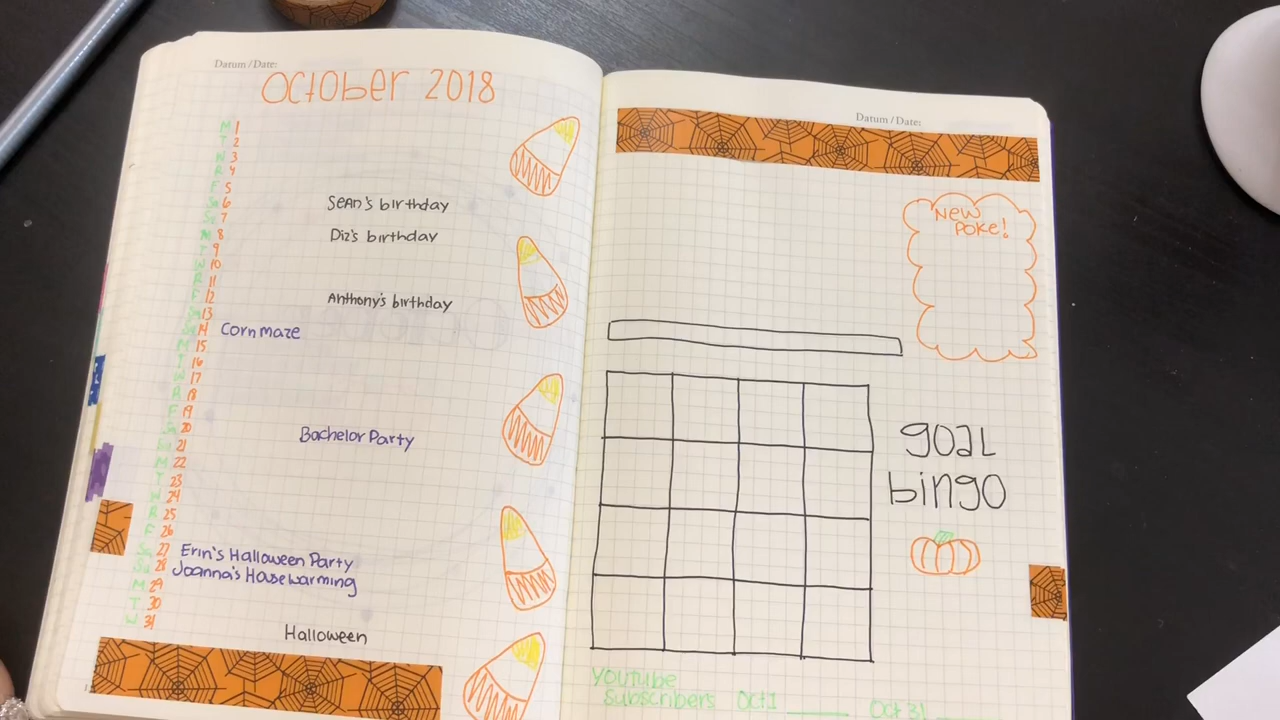 Datum / Date:
October 2018
M 1
T 2
W 3
R 4
F 5
Sa 6 Sean's birthday
Su 7
M 8 Diz's birthday
T 9
W 10
R 11
F 12 Anthony's birthday
Sa 13
Su 14 Corn maze
M 15
T 16
W 17
R 18
F 19
Sa 20 Bachelor Party
Su 21
M 22
T 23
W 24
R 25
F 26
Sa 27 Erin's Halloween Party
Su 28 Joanna's Housewarming
M 29
T 30
W 31 Halloween
Datum / Date:
New
Poke!
goal
bingo
Youtube
Subscribers Oct 1 ______ Oct 31 ______